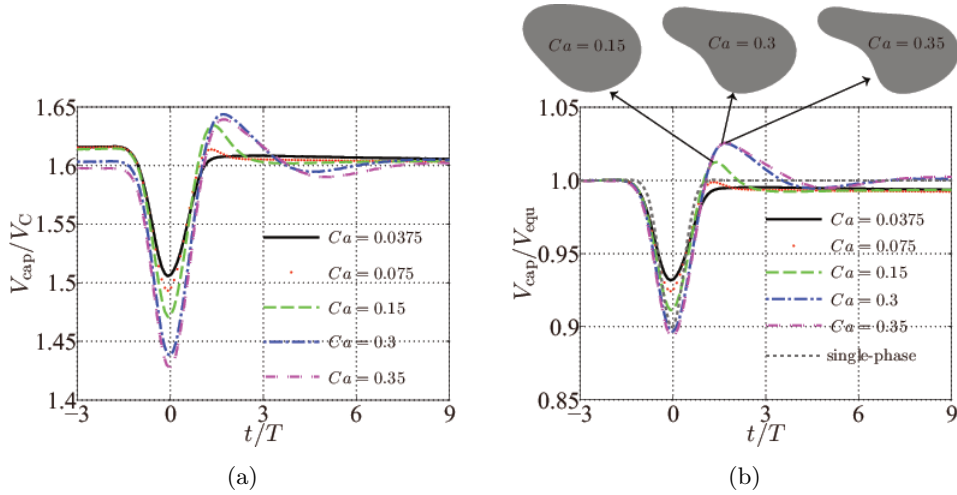 (a)
V_cap/V_C
1.65
1.6
1.55
1.5
1.45
1.4
Ca = 0.0375
Ca = 0.075
Ca = 0.15
Ca = 0.3
Ca = 0.35
−3 0 3 6 9
t/T
(a)
(b)
Ca = 0.15
Ca = 0.3
Ca = 0.35
V_cap/V_equ
1.05
1.0
0.95
0.9
0.85
Ca = 0.0375
Ca = 0.075
Ca = 0.15
Ca = 0.3
Ca = 0.35
single-phase
−3 0 3 6 9
t/T
(b)